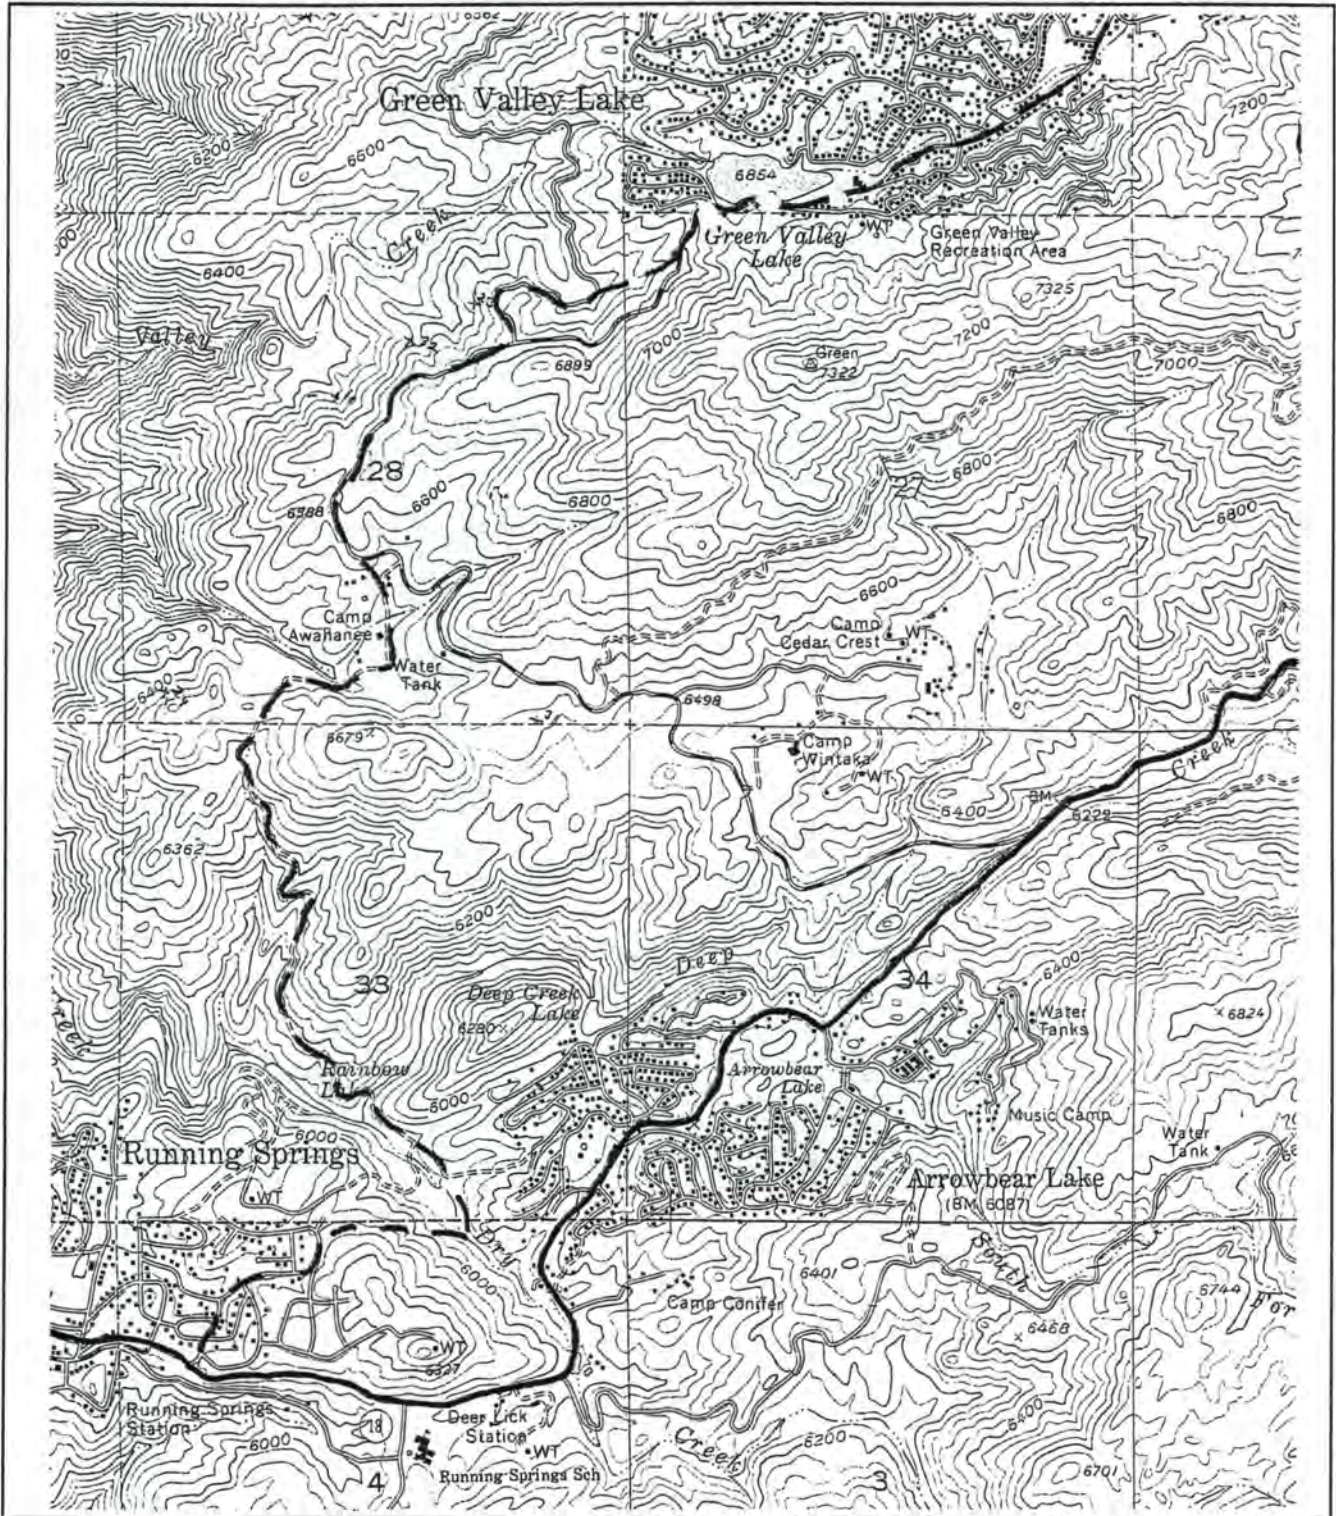 6562
Green Valley Lake
7200
6200
6600
7200
6854
Creek
WT
Green Valley
Lake
Green Valley
Recreation Area
6400
7325
Valley
7000
7200
Green
7322
7000
6899
28
6800
27
6600
6800
6588
6800
6600
Camp
Awahanee
Camp
Cedar Crest
WT
Water
Tank
6400
6498
6679
Camp
Wintaka
WT
Creek
BM
6400
6229
6362
6200
Deep
33
34
6400
Deep Creek
Lake
6280
Water
Tanks
6824
Rainbow
Lake
Arrowbear
Lake
6000
Music Camp
6000
Water
Tank
Running Springs
WT
Arrowbear Lake
(BM 6087)
Dry
South
6000
6401
Camp Conifer
6744
For
6468
WT
6327
Running Springs
Station
18
Deer Lick
Station
6400
6000
WT
Creek
6200
Running Springs Sch
6701
4
3